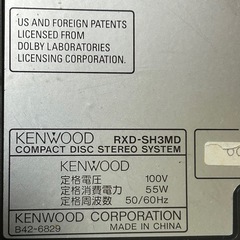 US AND FOREIGN PATENTS
LICENSED FROM
DOLBY LABORATORIES
LICENSING CORPORATION.
KENWOOD RXD-SH3MD
COMPACT DISC STEREO SYSTEM
KENWOOD
定格電圧 100V
定格消費電力 55W
定格周波数 50/60Hz
KENWOOD CORPORATION
B42-6829 MADE IN CHINA